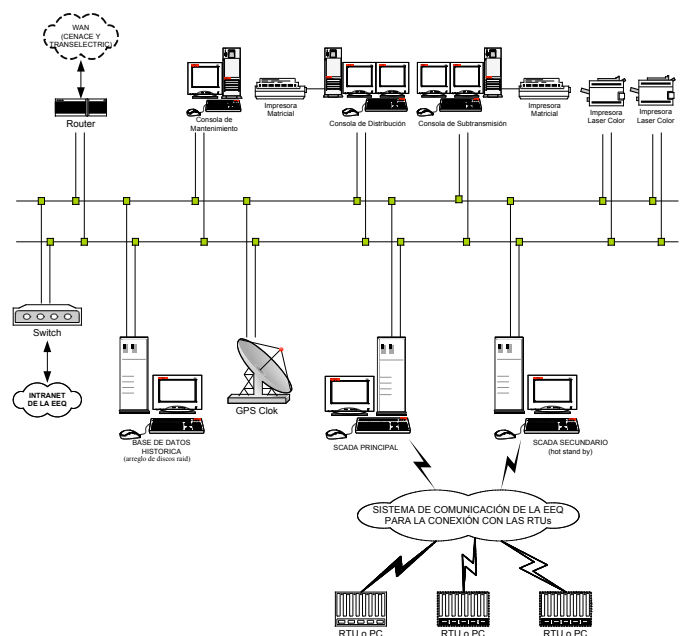 WAN
(CENACE Y
TRANSELECTRIC)
Router
Consola de
Mantenimiento
Impresora
Matricial
Consola de Distribución
Consola de Subtransmisión
Impresora
Matricial
Impresora
Laser Color
Impresora
Laser Color
Switch
INTRANET
DE LA EEQ
BASE DE DATOS
HISTORICA
(arreglo de discos raid)
GPS Clok
SCADA PRINCIPAL
SCADA SECUNDARIO
(hot stand by)
SISTEMA DE COMUNICACIÓN DE LA EEQ
PARA LA CONEXIÓN CON LAS RTUs
RTU o PC
RTU o PC
RTU o PC